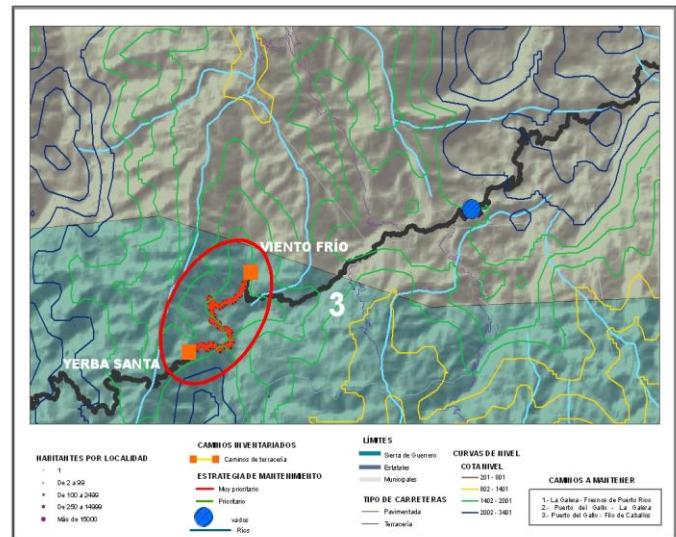 VIENTO FRÍO
3
YERBA SANTA
HABITANTES POR LOCALIDAD
1
De 2 a 99
De 100 a 2499
De 250 a 14999
Más de 15000
CAMINOS INVENTARIADOS
Caminos de terracería
ESTRATEGIA DE MANTENIMIENTO
Muy prioritario
Prioritario
vados
Ríos
LÍMITES
Sierra de Guerrero
Estatales
Municipales
TIPO DE CARRETERAS
Pavimentada
Terracería
CURVAS DE NIVEL
COTA NIVEL
201 - 801
802 - 1401
1402 - 2001
2002 - 3401
CAMINOS A MANTENER
1.- La Galera - Fresnos de Puerto Rios
2.- Puerto del Gallo - La Galera
3.- Puerto del Gallo - Filo de Caballos